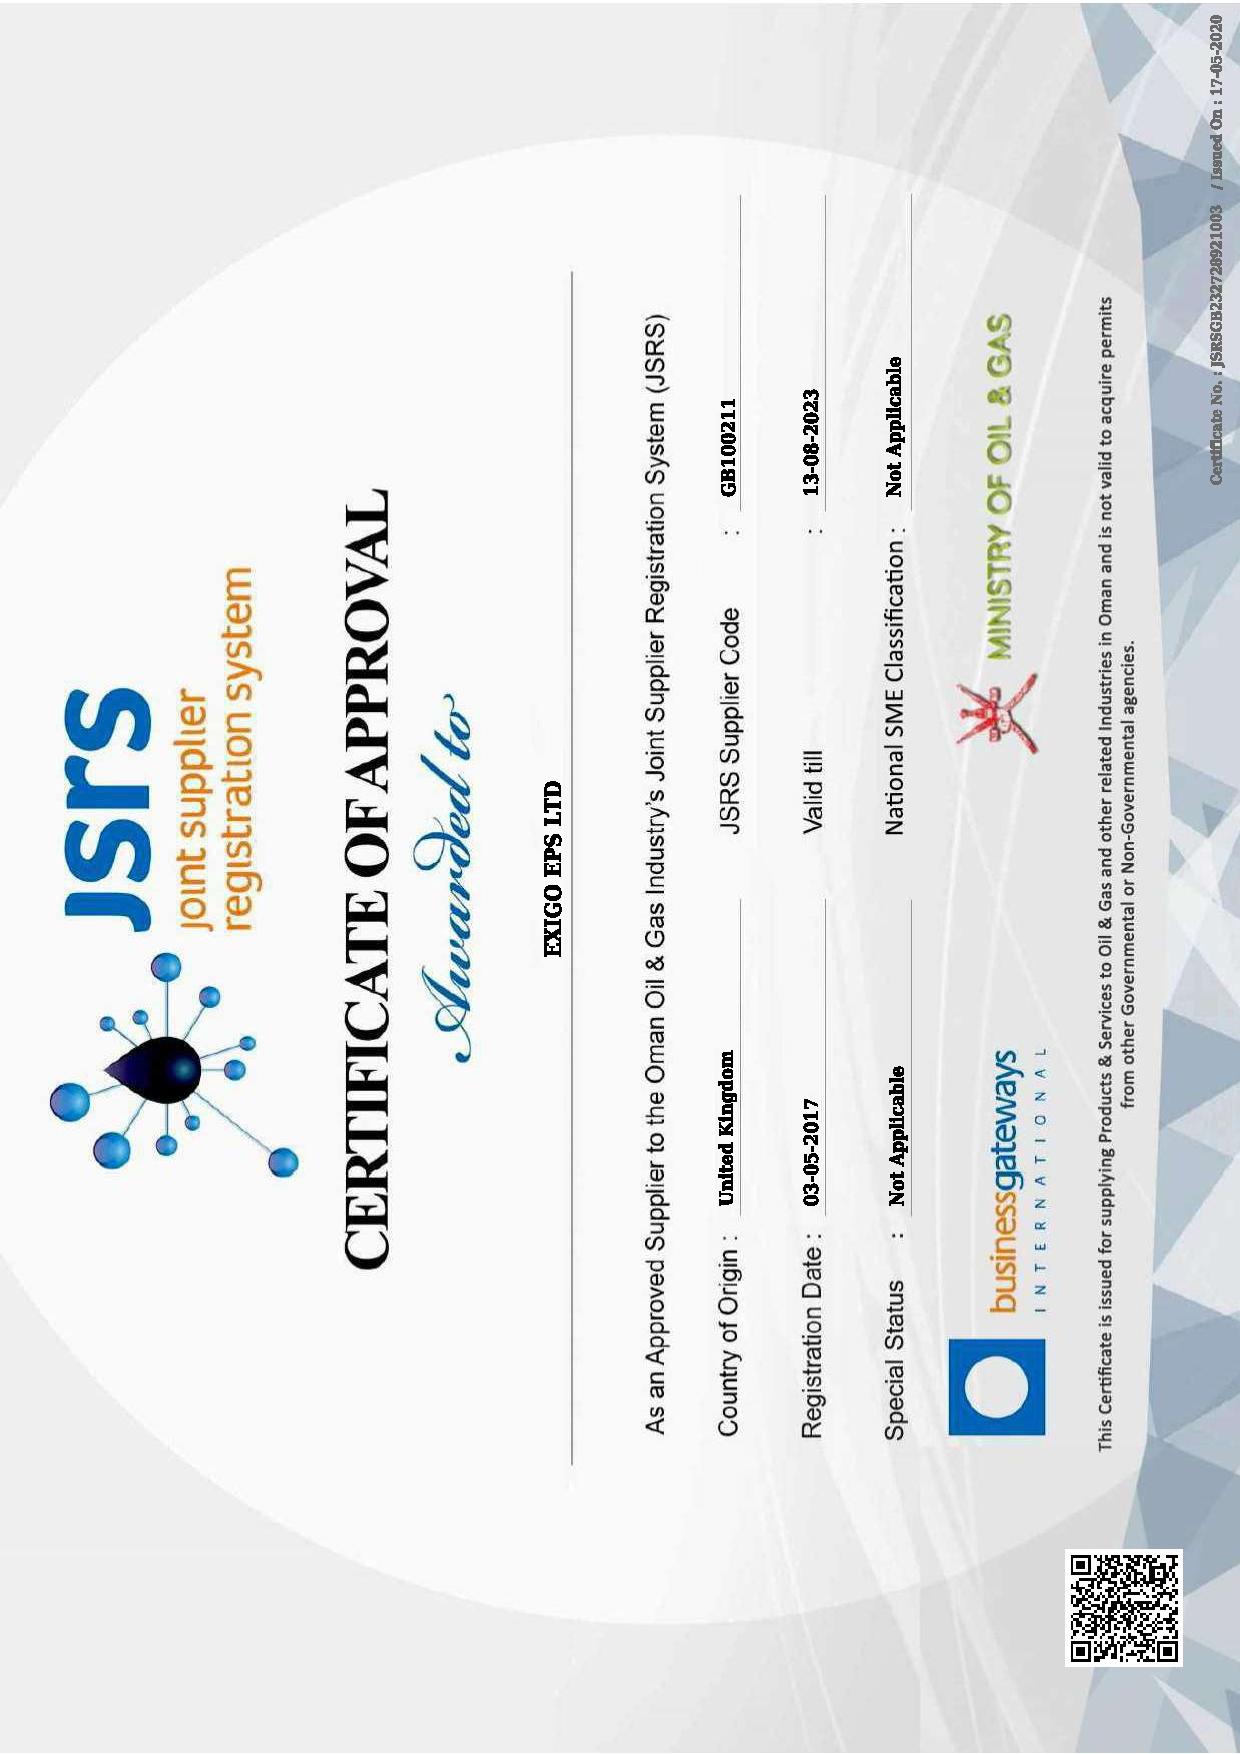 JSRS
joint supplier
registration system
CERTIFICATE OF APPROVAL
Awarded to
EXIGO EPS LTD
As an Approved Supplier to the Oman Oil & Gas Industry's Joint Supplier Registration System (JSRS)
Country of Origin : United Kingdom JSRS Supplier Code : GB100211
Registration Date : 03-05-2017 Valid till : 13-08-2023
Special Status : Not Applicable National SME Classification : Not Applicable
businessgateways
INTERNATIONAL
MINISTRY OF OIL & GAS
This Certificate is issued for supplying Products & Services to Oil & Gas and other related Industries in Oman and is not valid to acquire permits
from other Governmental or Non-Governmental agencies.
Certificate No. : JSRSGB232728921003 / Issued On : 17-05-2020